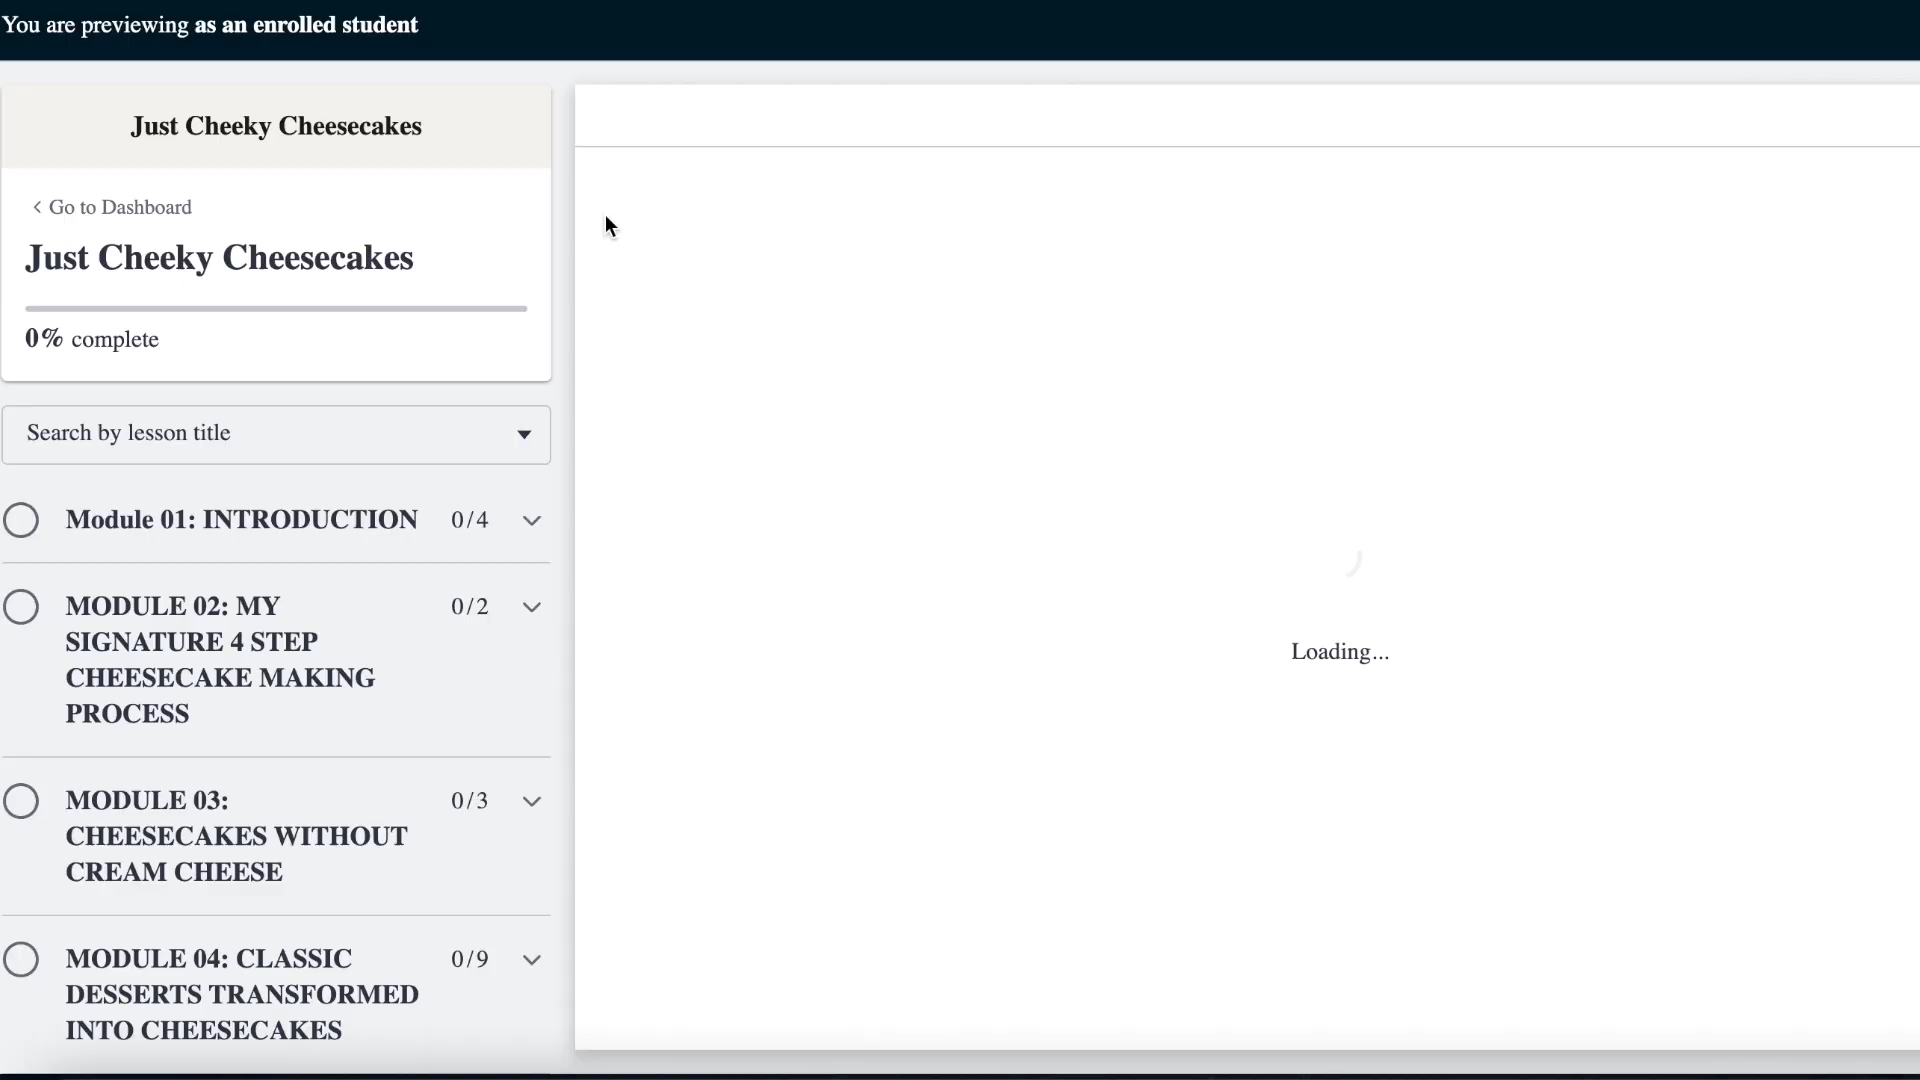 You are previewing as an enrolled student
Just Cheeky Cheesecakes
Go to Dashboard
Just Cheeky Cheesecakes
0% complete
Search by lesson title
Module 01: INTRODUCTION 0/4
MODULE 02: MY 0/2
SIGNATURE 4 STEP
CHEESECAKE MAKING
PROCESS
MODULE 03: 0/3
CHEESECAKES WITHOUT
CREAM CHEESE
MODULE 04: CLASSIC 0/9
DESSERTS TRANSFORMED
INTO CHEESECAKES
Loading...